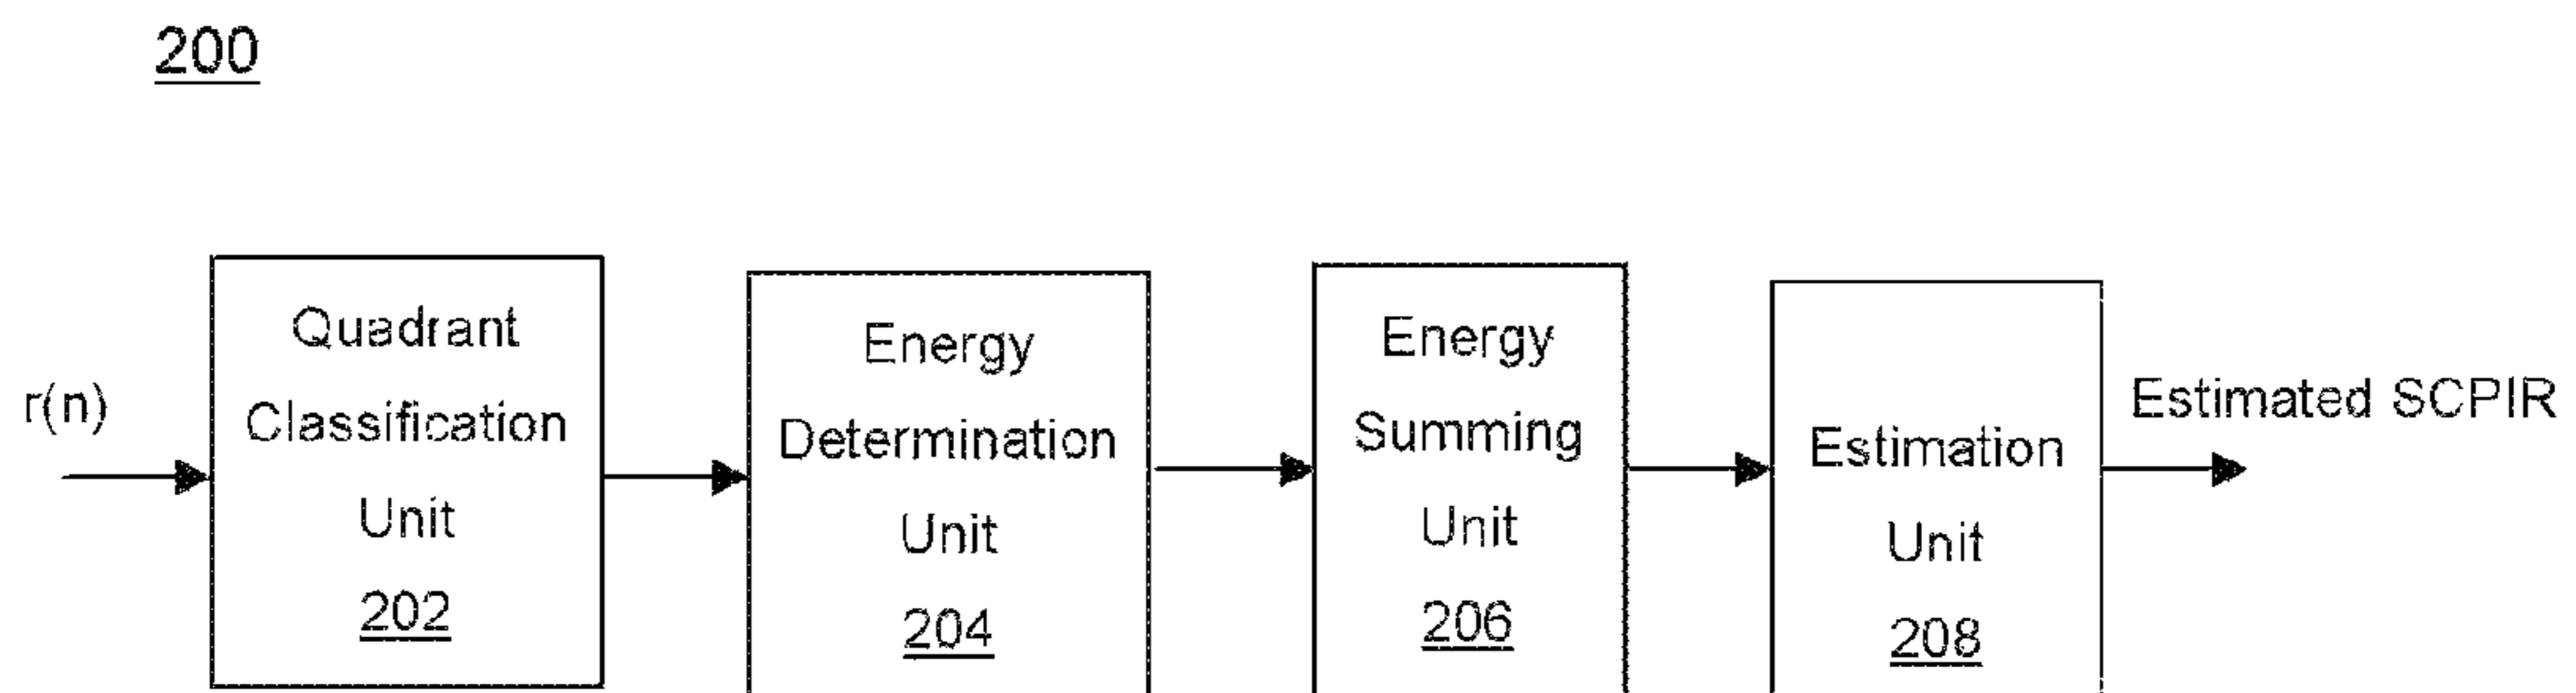 200
r(n)
Quadrant
Classification
Unit
202
Energy
Determination
Unit
204
Energy
Summing
Unit
206
Estimation
Unit
208
Estimated SCPIR